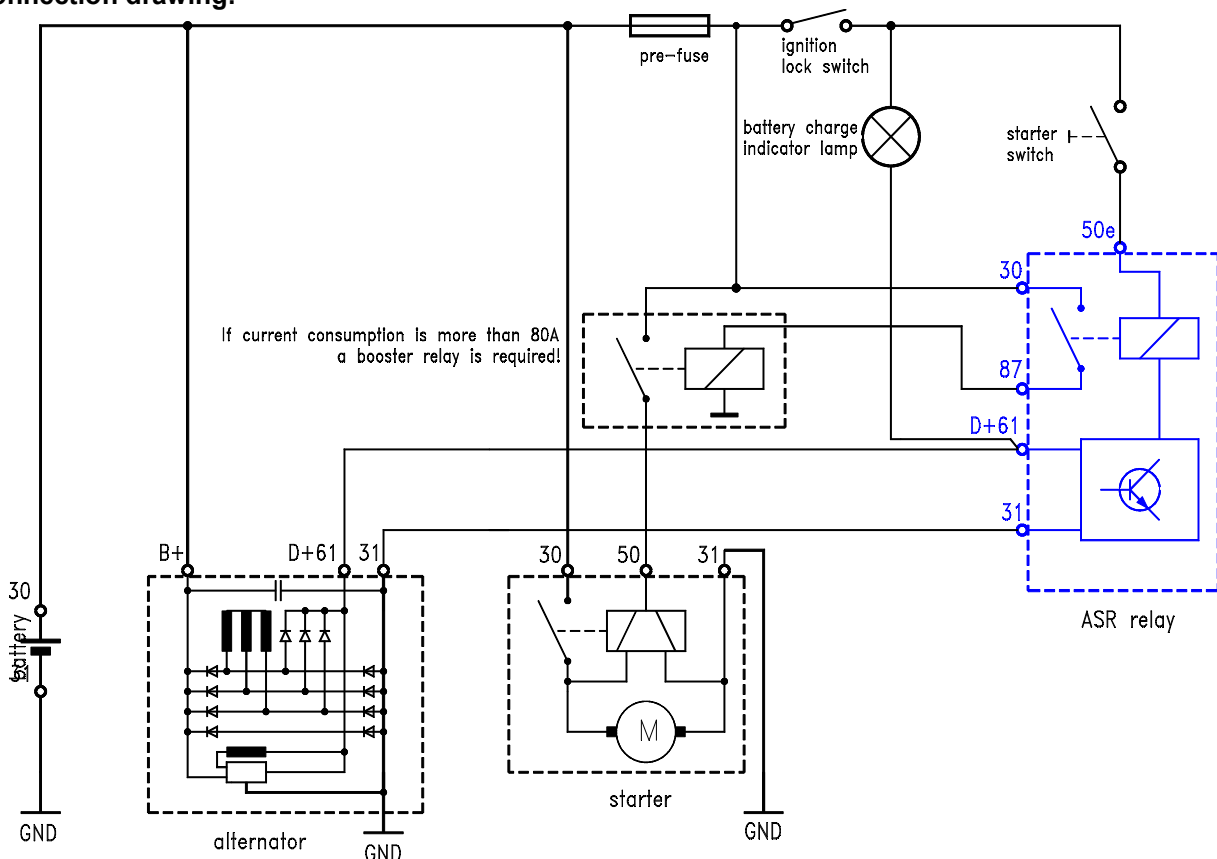 onnection drawing:
pre-fuse
ignition
lock switch
battery charge
indicator lamp
starter
switch
50e
30
If current consumption is more than 80A
a booster relay is required!
87
D+61
31
B+
D+61
31
30
50
31
30
battery
ASR relay
M
starter
GND
alternator
GND
GND